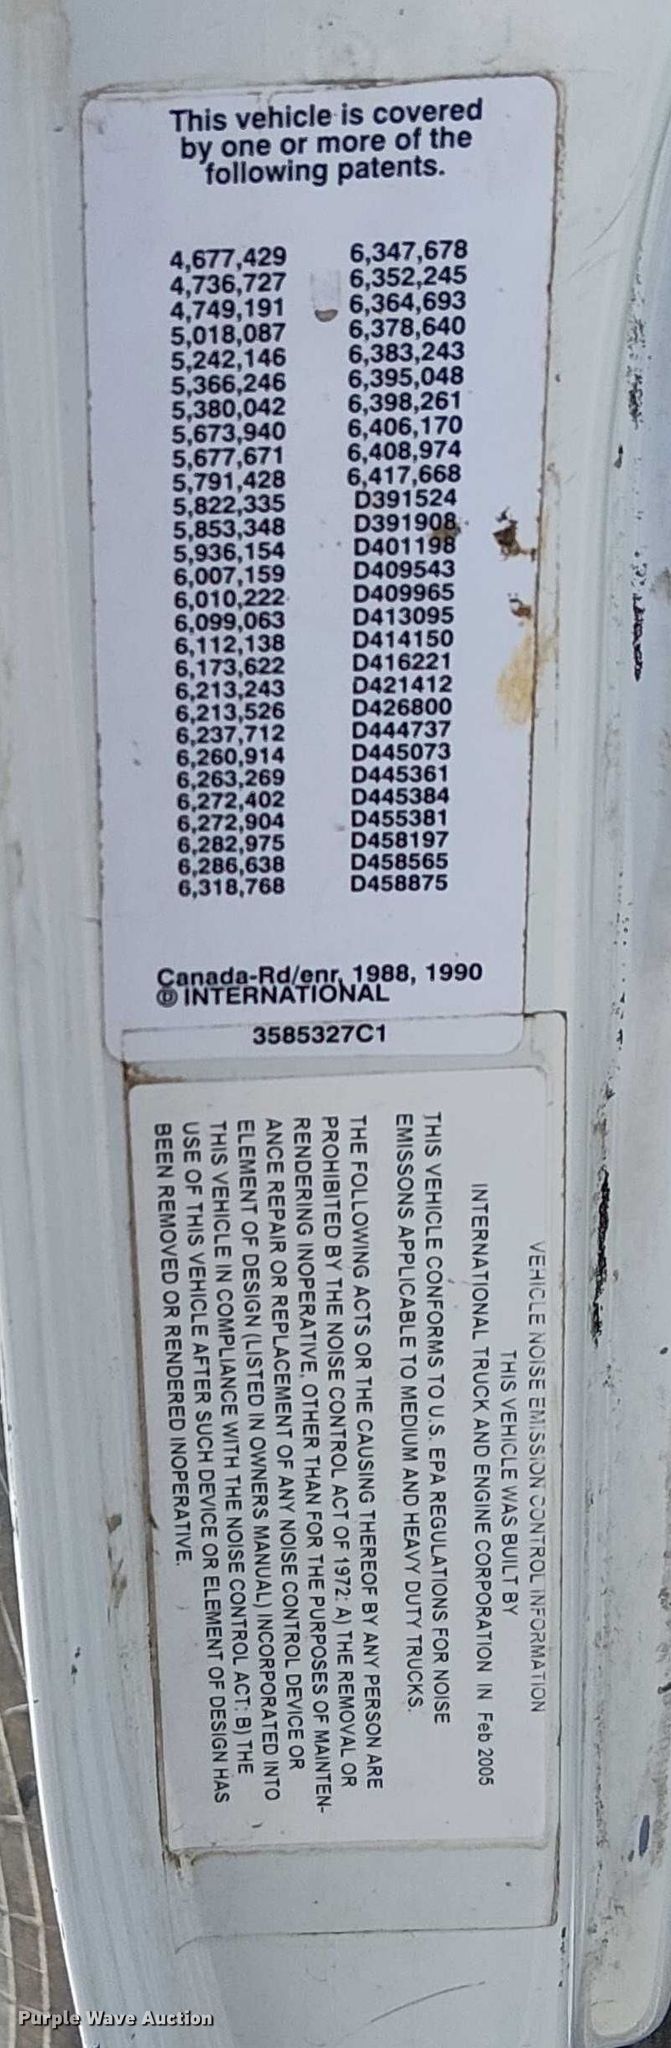 This vehicle is covered
by one or more of the
following patents.
4,677,429
4,736,727
4,749,191
5,018,087
5,242,146
5,366,246
5,380,042
5,673,940
5,677,671
5,791,428
5,822,335
5,853,348
5,936,154
6,007,159
6,010,222
6,099,063
6,112,138
6,173,622
6,213,243
6,213,526
6,237,712
6,260,914
6,263,269
6,272,402
6,272,904
6,282,975
6,286,638
6,318,768
6,347,678
6,352,245
6,364,693
6,378,640
6,383,243
6,395,048
6,398,261
6,406,170
6,408,974
6,417,668
D391524
D391908
D401198
D409543
D409965
D413095
D414150
D416221
D421412
D426800
D444737
D445073
D445361
D445384
D455381
D458197
D458565
D458875
Canada-Rd/enr, 1988, 1990
Ⓓ INTERNATIONAL
3585327C1
VEHICLE NOISE EMISSION CONTROL INFORMATION
THIS VEHICLE WAS BUILT BY
INTERNATIONAL TRUCK AND ENGINE CORPORATION IN Feb 2005
THIS VEHICLE CONFORMS TO U.S. EPA REGULATIONS FOR NOISE
EMISSONS APPLICABLE TO MEDIUM AND HEAVY DUTY TRUCKS.
THE FOLLOWING ACTS OR THE CAUSING THEREOF BY ANY PERSON ARE
PROHIBITED BY THE NOISE CONTROL ACT OF 1972: A) THE REMOVAL OR
RENDERING INOPERATIVE, OTHER THAN FOR THE PURPOSES OF MAINTEN-
ANCE REPAIR OR REPLACEMENT OF ANY NOISE CONTROL DEVICE OR
ELEMENT OF DESIGN (LISTED IN OWNERS MANUAL) INCORPORATED INTO
THIS VEHICLE IN COMPLIANCE WITH THE NOISE CONTROL ACT: B) THE
USE OF THIS VEHICLE AFTER SUCH DEVICE OR ELEMENT OF DESIGN HAS
BEEN REMOVED OR RENDERED INOPERATIVE.
Purple Wave Auction